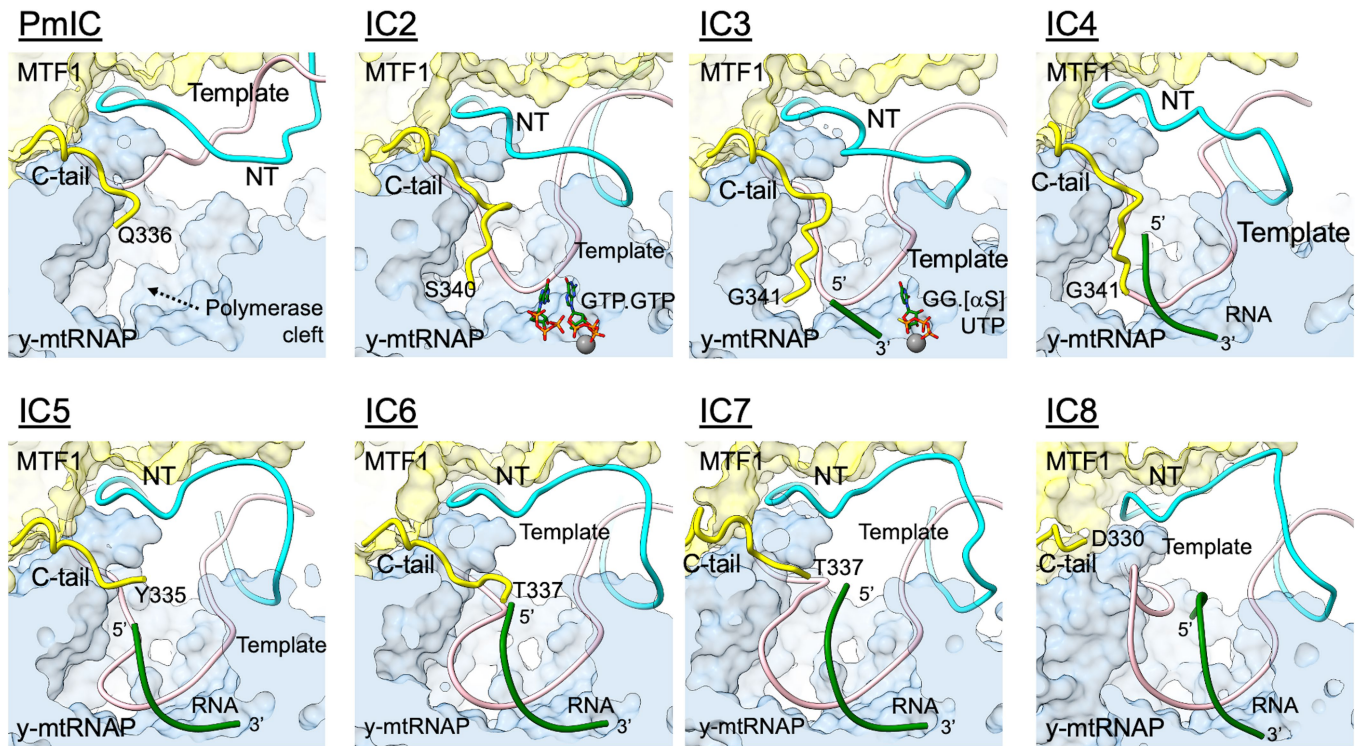 PmIC
MTF1
Template
C-tail
NT
Q336
Polymerase
cleft
y-mtRNAP
IC2
MTF1
NT
C-tail
Template
S340
GTP.GTP
y-mtRNAP
IC3
MTF1
NT
C-tail
Template
G341
5’
GG.[αS]
UTP
3’
y-mtRNAP
IC4
MTF1
NT
C-tail
5’
Template
G341
RNA
3’
y-mtRNAP
IC5
MTF1
NT
C-tail
Y335
5’
Template
RNA
3’
y-mtRNAP
IC6
MTF1
NT
Template
C-tail
T337
5’
RNA
3’
y-mtRNAP
IC7
MTF1
NT
Template
C-tail
T337
5’
RNA
3’
y-mtRNAP
IC8
MTF1
NT
D330
Template
C-tail
5’
RNA
3’
y-mtRNAP